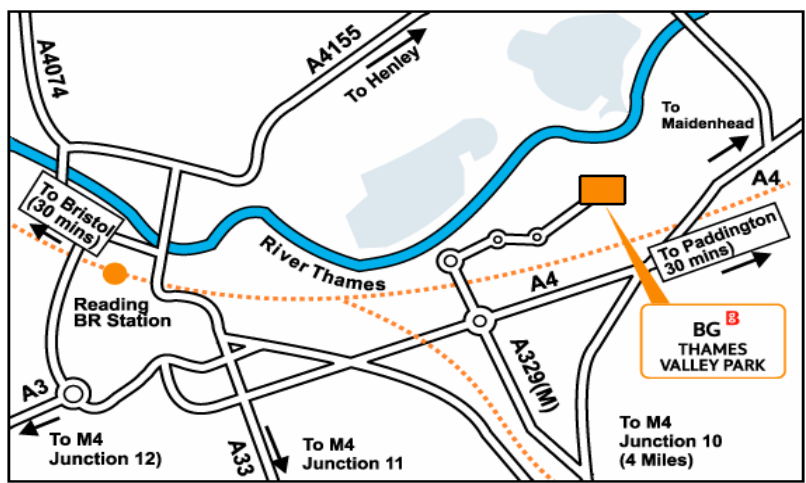 A4074
A4155
To Henley
To
Maidenhead
A4
To Bristol
(30 mins)
River Thames
To Paddington
30 mins)
Reading
BR Station
A4
BG g
THAMES
VALLEY PARK
A329(M)
A3
To M4
Junction 12)
A33
To M4
Junction 11
To M4
Junction 10
(4 Miles)